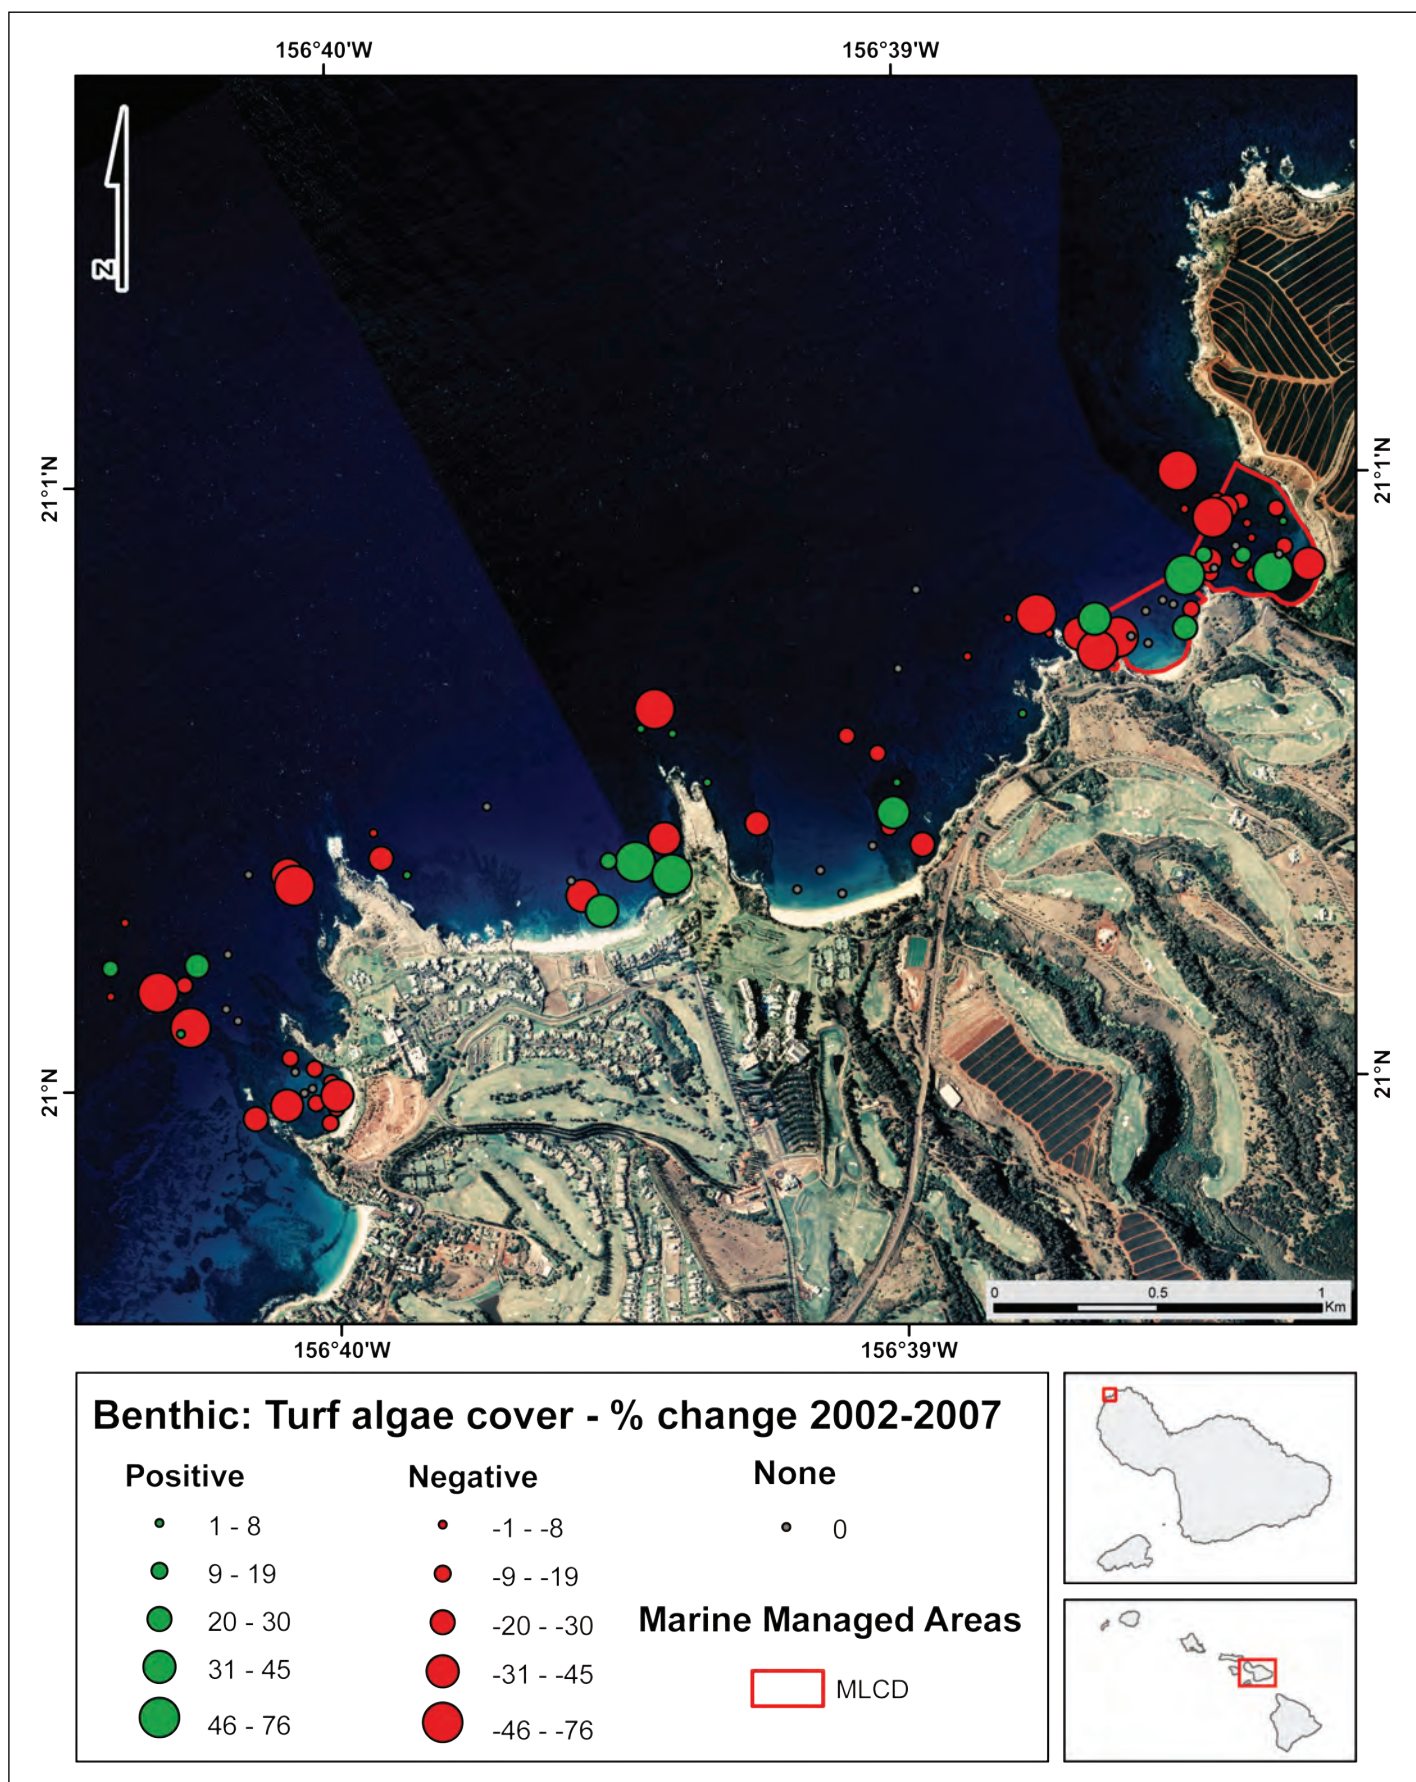 156°40'W 156°39'W
N
21°1'N 21°1'N
21°N 21°N
0 0.5 1
Km
156°40'W 156°39'W
Benthic: Turf algae cover - % change 2002-2007
Positive Negative None
1 - 8 -1 - -8 0
9 - 19 -9 - -19
20 - 30 -20 - -30
31 - 45 -31 - -45
46 - 76 -46 - -76
Marine Managed Areas
MLCD